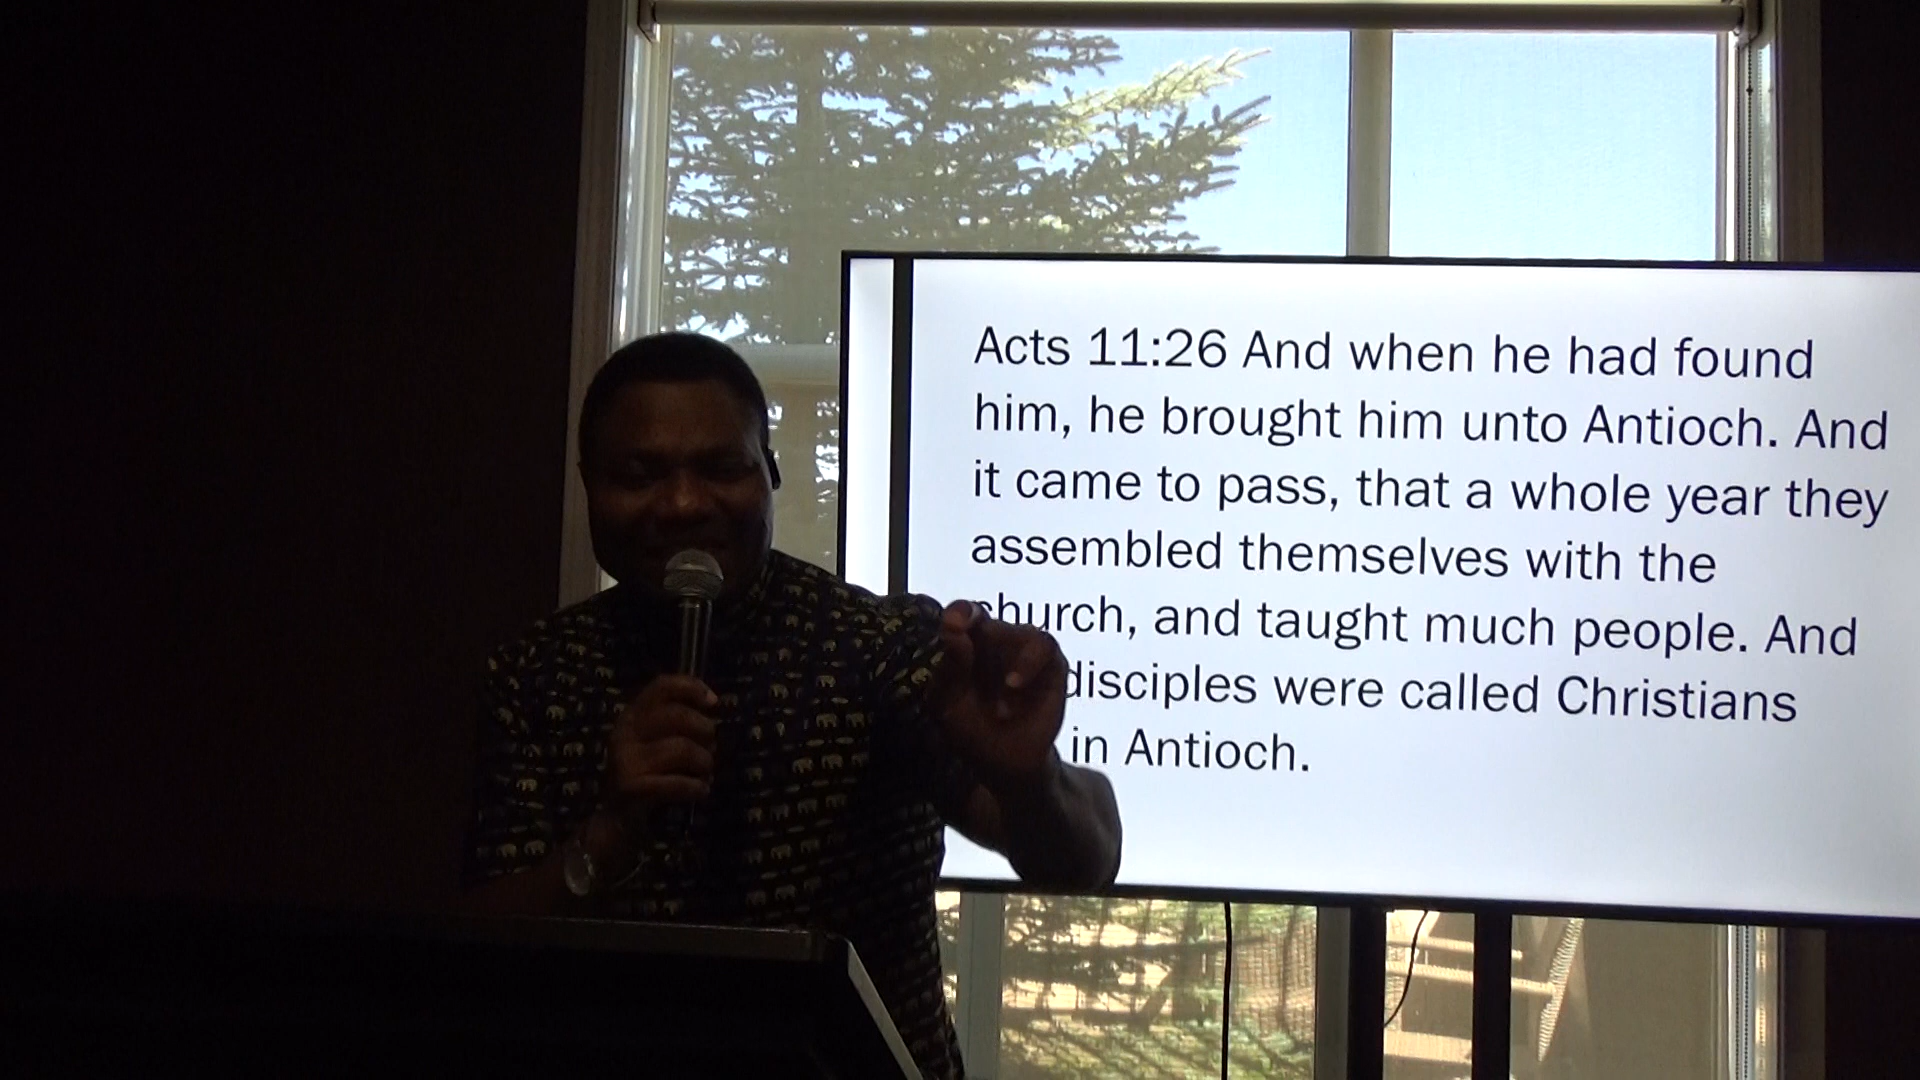 Acts 11:26 And when he had found
him, he brought him unto Antioch. And
it came to pass, that a whole year they
assembled themselves with the
church, and taught much people. And
disciples were called Christians
in Antioch.